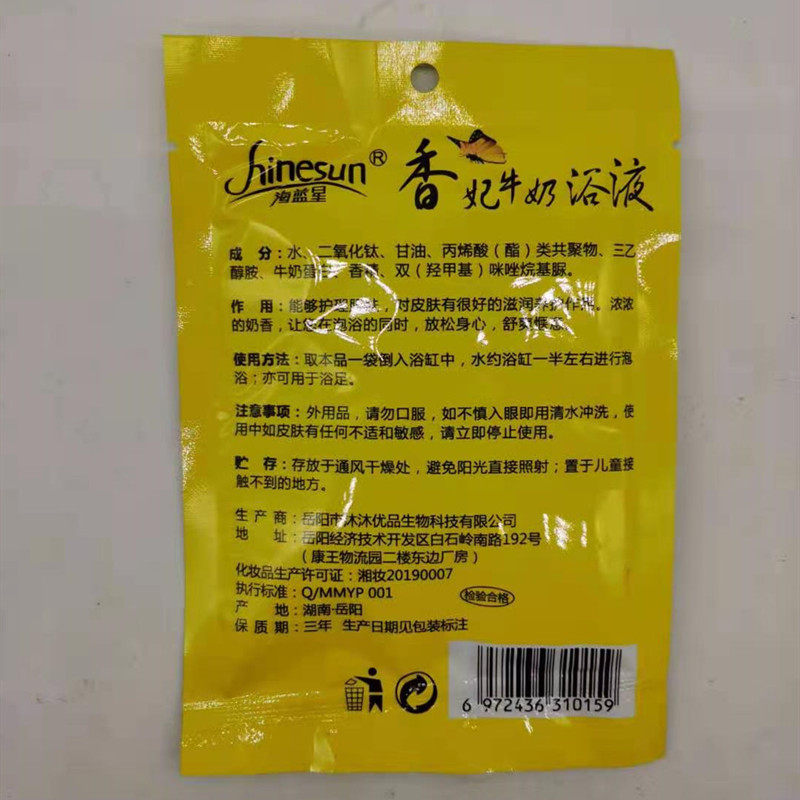 Shinesun®
海蓝星
香妃牛奶浴液
成 分：水、二氧化钛、甘油、丙烯酸（酯）类共聚物、三乙
醇胺、牛奶蛋白、香精、双（羟甲基）咪唑烷基脲。
作 用：能够护理肌肤，对皮肤有很好的滋润养护作用。浓浓
的奶香，让您在泡浴的同时，放松身心，舒爽惬意。
使用方法：取本品一袋倒入浴缸中，水约浴缸一半左右进行泡
浴；亦可用于浴足。
注意事项：外用品，请勿口服，如不慎入眼即用清水冲洗，使
用中如皮肤有任何不适和敏感，请立即停止使用。
贮 存：存放于通风干燥处，避免阳光直接照射；置于儿童接
触不到的地方。
生 产 商：岳阳市沐沐优品生物科技有限公司
地 址：岳阳经济技术开发区白石岭南路192号
（康王物流园二楼东边厂房）
化妆品生产许可证：湘妆20190007
执行标准：Q/MMYP 001
检验合格
产 地：湖南·岳阳
保 质 期：三年 生产日期见包装标注
6 972436 310159